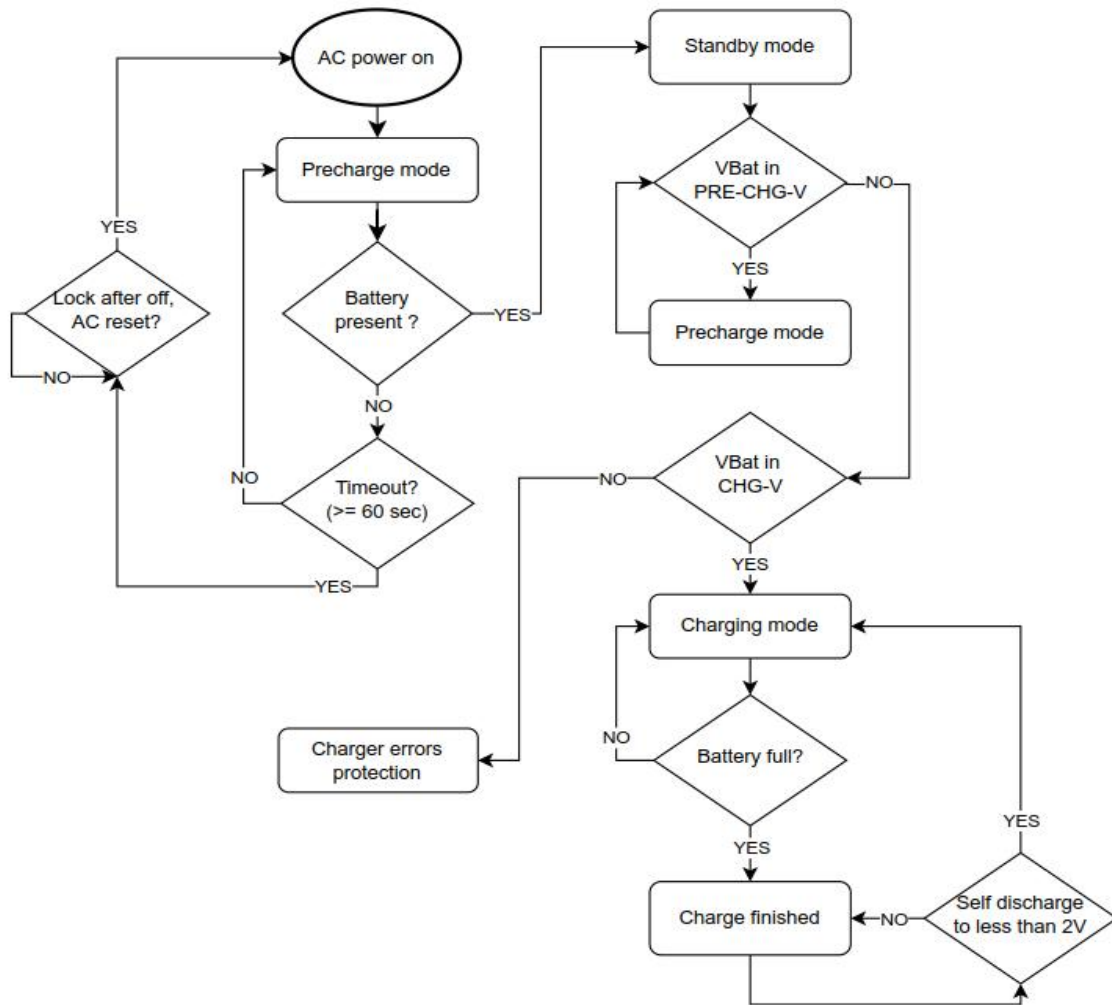 AC power on
Standby mode
Precharge mode
VBat in
PRE-CHG-V
NO
YES
Lock after off,
AC reset?
NO
Battery
present ?
YES
YES
Precharge mode
NO
Timeout?
(>= 60 sec)
NO
YES
VBat in
CHG-V
NO
YES
Charging mode
Battery full?
NO
YES
Charger errors
protection
Charge finished
NO
Self discharge
to less than 2V
YES